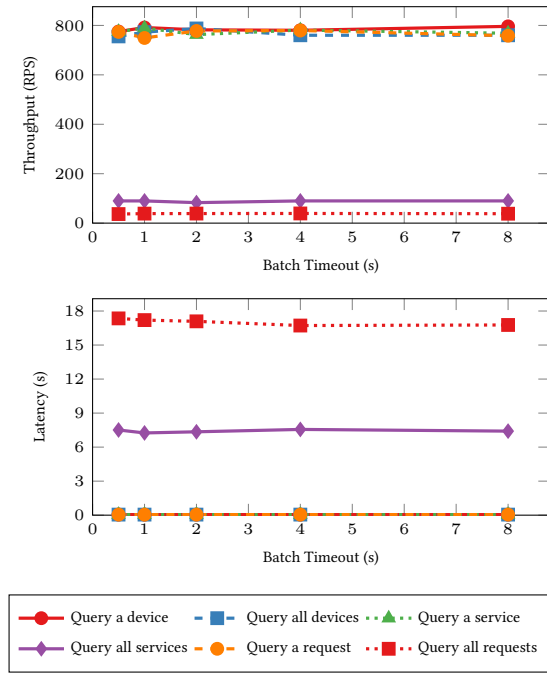 800
600
400
200
0
0 1 2 3 4 5 6 7 8
Throughput (RPS)
Batch Timeout (s)
18
15
12
9
6
3
0
0 1 2 3 4 5 6 7 8
Latency (s)
Batch Timeout (s)
Query a device Query all devices Query a service
Query all services Query a request Query all requests